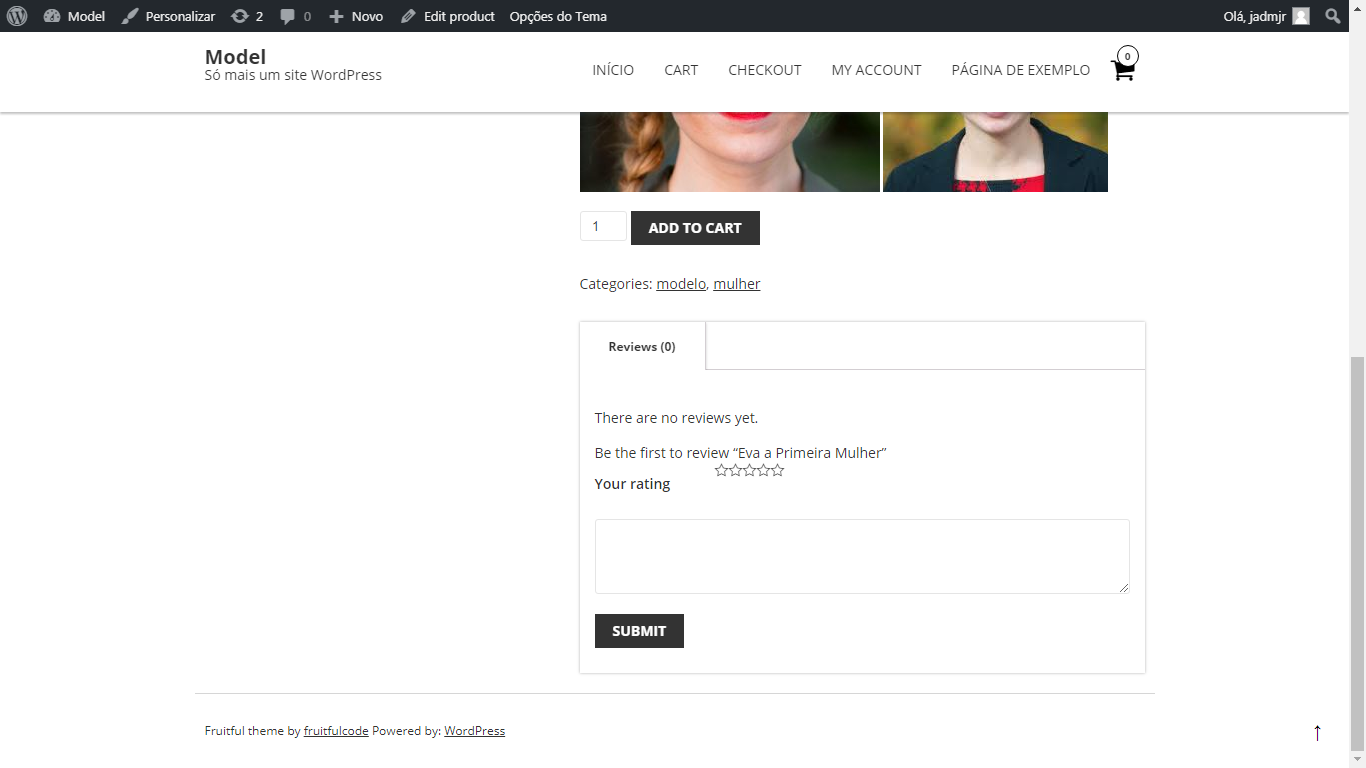 Model Personalizar 2 0 Novo Edit product Opções do Tema Olá, jadmjr
Model
Só mais um site WordPress
INÍCIO CART CHECKOUT MY ACCOUNT PÁGINA DE EXEMPLO 0
1 ADD TO CART
Categories: modelo, mulher
Reviews (0)
There are no reviews yet.
Be the first to review “Eva a Primeira Mulher”
Your rating
SUBMIT
Fruitful theme by fruitfulcode Powered by: WordPress